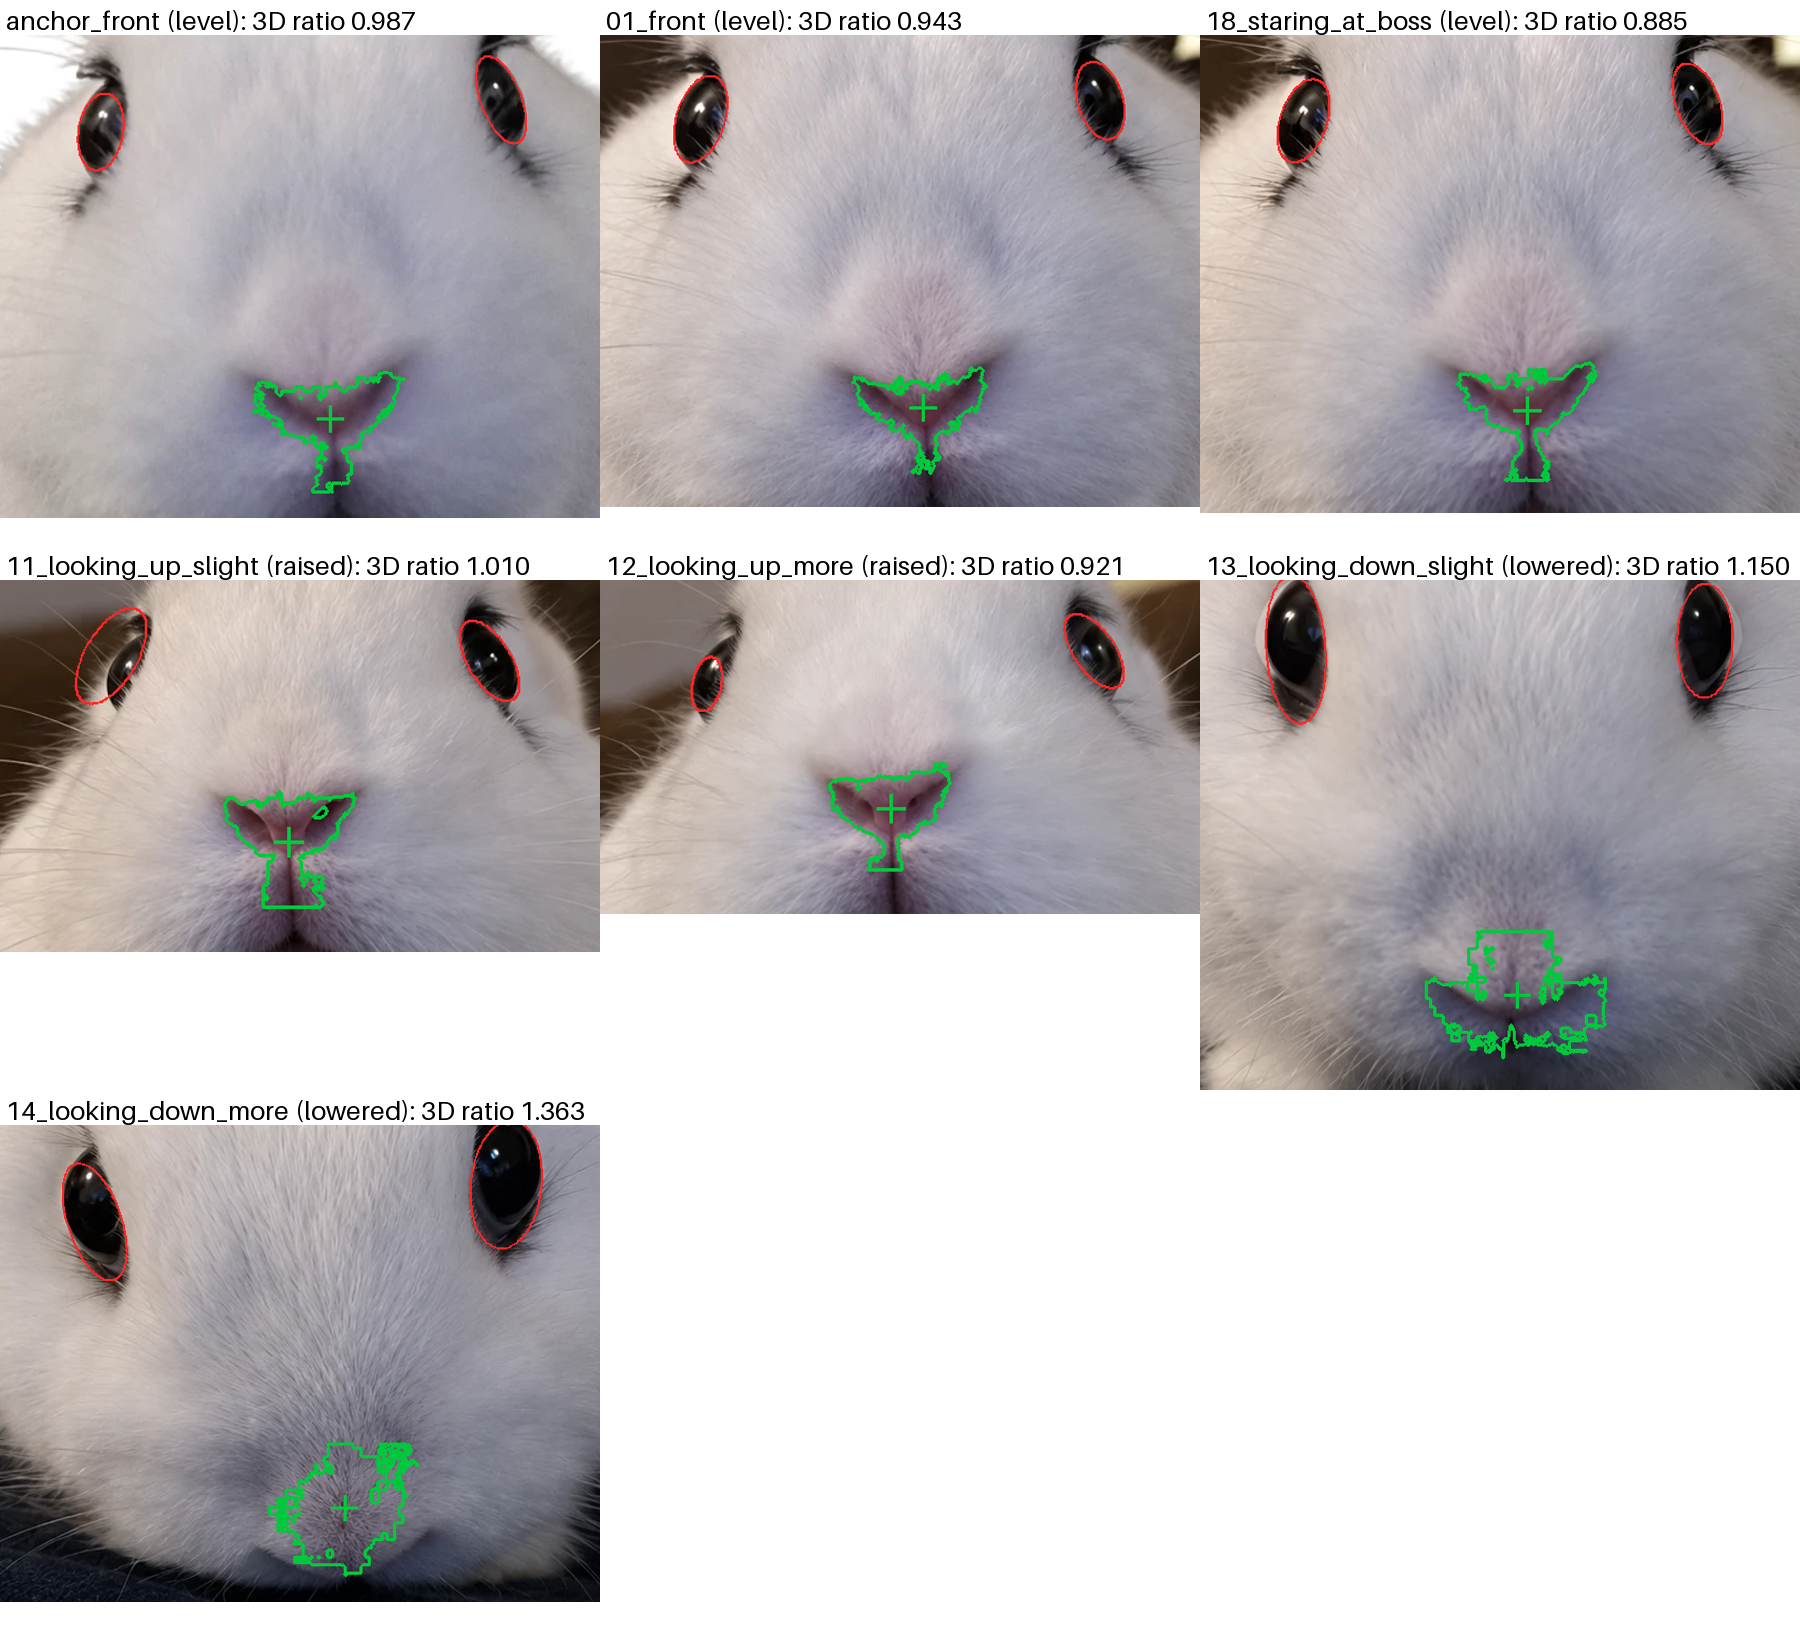 anchor_front (level): 3D ratio 0.987
01_front (level): 3D ratio 0.943
18_staring_at_boss (level): 3D ratio 0.885
11_looking_up_slight (raised): 3D ratio 1.010
12_looking_up_more (raised): 3D ratio 0.921
13_looking_down_slight (lowered): 3D ratio 1.150
14_looking_down_more (lowered): 3D ratio 1.363